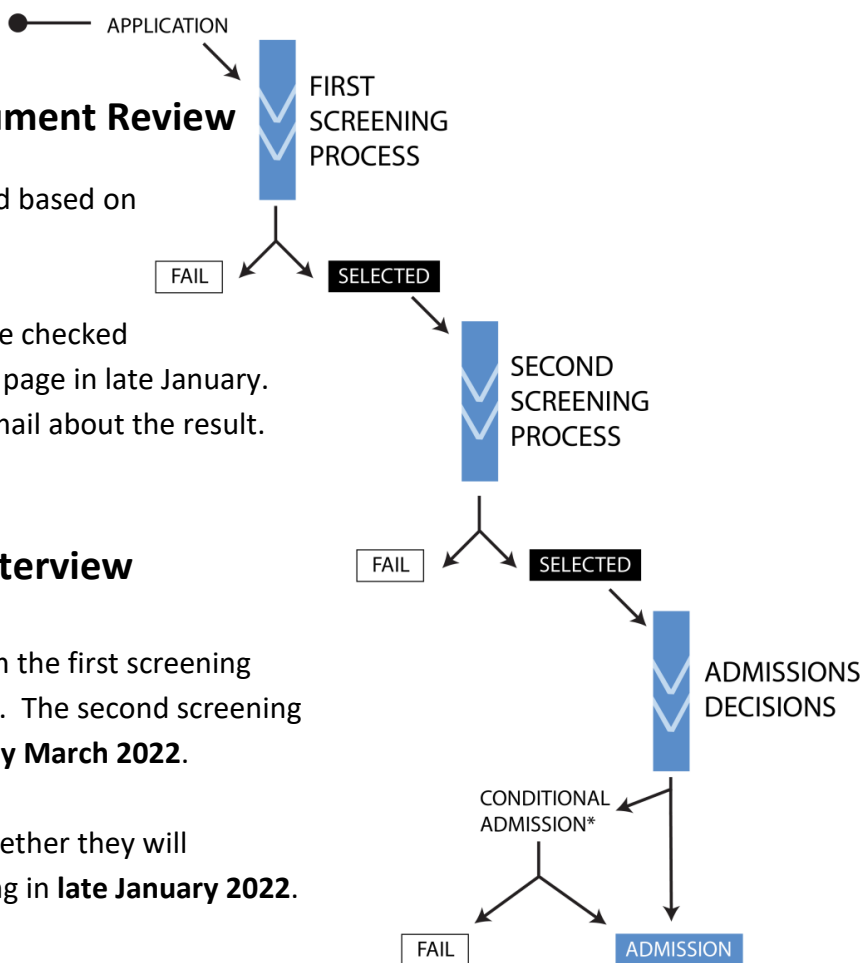 APPLICATION
FIRST
SCREENING
PROCESS
ument Review
d based on
FAIL
SELECTED
e checked
page in late January.
mail about the result.
SECOND
SCREENING
PROCESS
terview
FAIL
SELECTED
the first screening
. The second screening
y March 2022.
ADMISSIONS
DECISIONS
CONDITIONAL
ADMISSION*
ether they will
g in late January 2022.
FAIL
ADMISSION